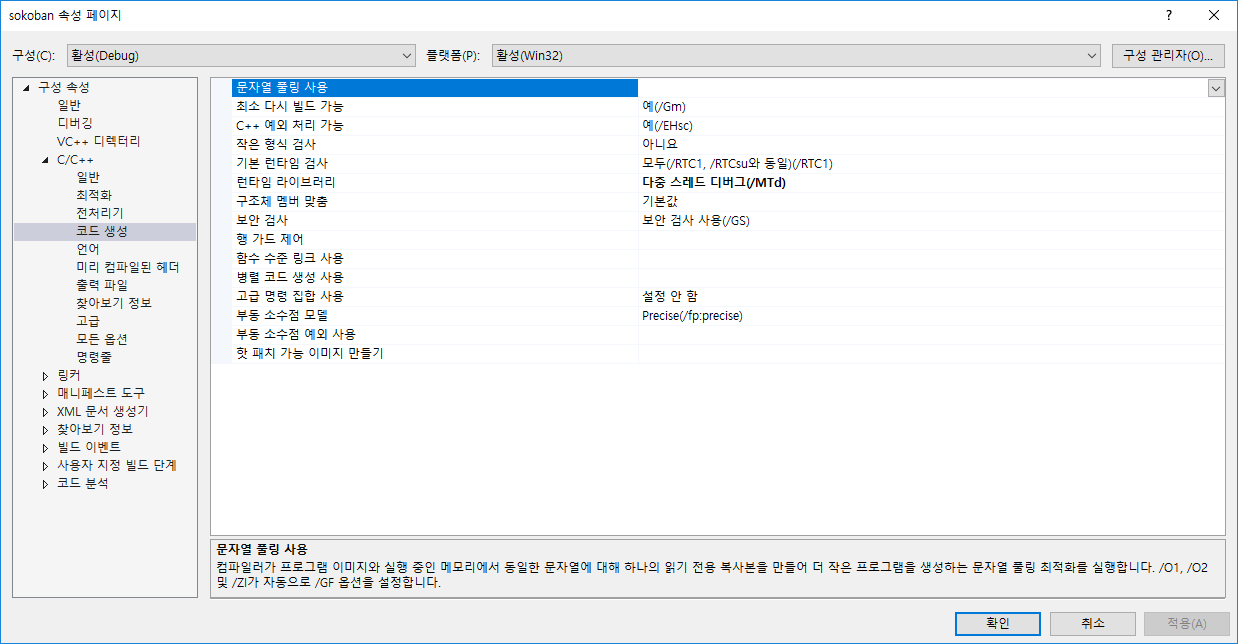 sokoban 속성 페이지
구성(C): 활성(Debug) 플랫폼(P): 활성(Win32) 구성 관리자(O)...
구성 속성
일반
디버깅
VC++ 디렉터리
C/C++
일반
최적화
전처리기
코드 생성
언어
미리 컴파일된 헤더
출력 파일
찾아보기 정보
고급
모든 옵션
명령줄
링커
매니페스트 도구
XML 문서 생성기
찾아보기 정보
빌드 이벤트
사용자 지정 빌드 단계
코드 분석
문자열 풀링 사용
최소 다시 빌드 가능 예(/Gm)
C++ 예외 처리 가능 예(/EHsc)
작은 형식 검사 아니요
기본 런타임 검사 모두(/RTC1, /RTCsu와 동일)(/RTC1)
런타임 라이브러리 다중 스레드 디버그(/MTd)
구조체 멤버 맞춤 기본값
보안 검사 보안 검사 사용(/GS)
행 가드 제어
함수 수준 링크 사용
병렬 코드 생성 사용
고급 명령 집합 사용 설정 안 함
부동 소수점 모델 Precise(/fp:precise)
부동 소수점 예외 사용
핫 패치 가능 이미지 만들기
문자열 풀링 사용
컴파일러가 프로그램 이미지와 실행 중인 메모리에서 동일한 문자열에 대해 하나의 읽기 전용 복사본을 만들어 더 작은 프로그램을 생성하는 문자열 풀링 최적화를 실행합니다. /O1, /O2
및 /ZI가 자동으로 /GF 옵션을 설정합니다.
확인 취소 적용(A)